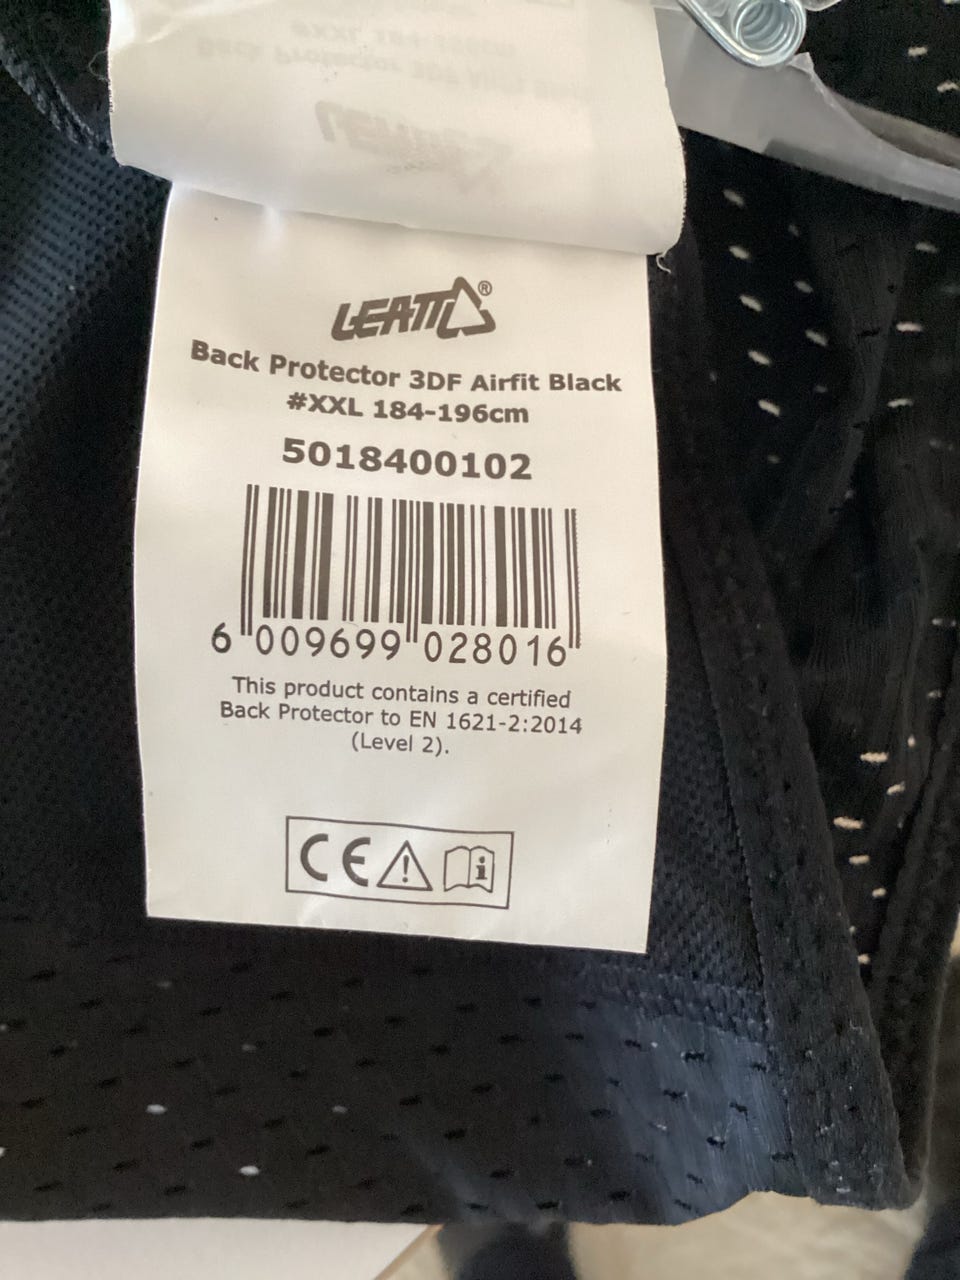 LEATT®
Back Protector 3DF Airfit Black
#XXL 184-196cm
5018400102
6 009699 028016
This product contains a certified
Back Protector to EN 1621-2:2014
(Level 2).
CE